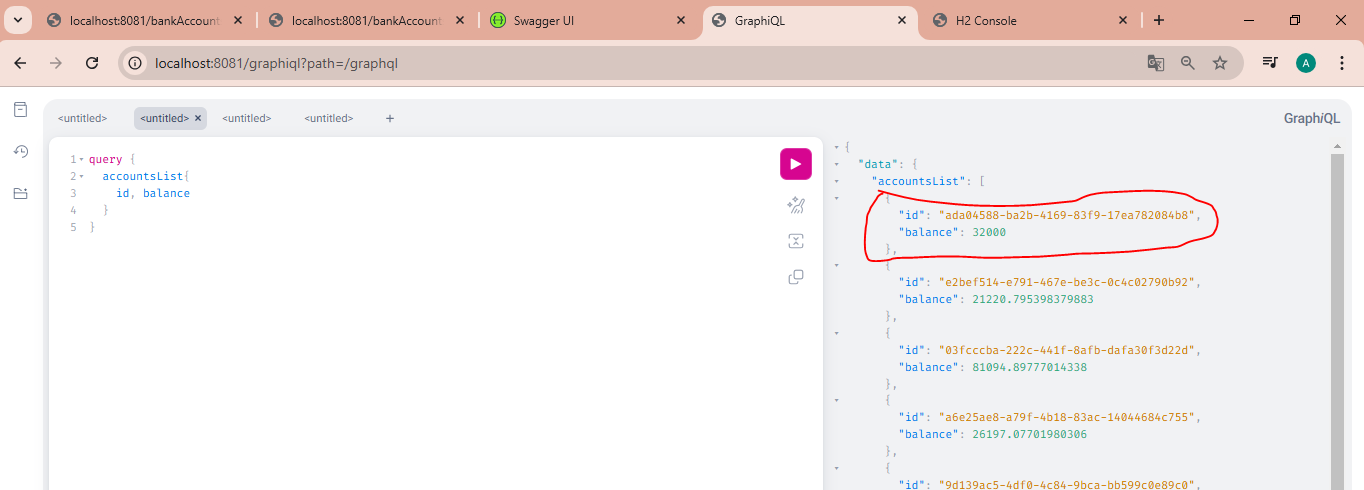 localhost:8081/bankAccount
localhost:8081/bankAccount
Swagger UI
GraphiQL
H2 Console
localhost:8081/graphiql?path=/graphql
A
<untitled>
<untitled>
<untitled>
<untitled>
GraphiQL
1 query {
2 accountsList{
3 id, balance
4 }
5 }
{
"data": {
"accountsList": [
{
"id": "ada04588-ba2b-4169-83f9-17ea782084b8",
"balance": 32000
},
{
"id": "e2bef514-e791-467e-be3c-0c4c02790b92",
"balance": 21220.795398379883
},
{
"id": "03fcccba-222c-441f-8afb-dafa30f3d22d",
"balance": 81094.89777014338
},
{
"id": "a6e25ae8-a79f-4b18-83ac-14044684c755",
"balance": 26197.07701980306
},
{
"id": "9d139ac5-4df0-4c84-9bca-bb599c0e89c0",